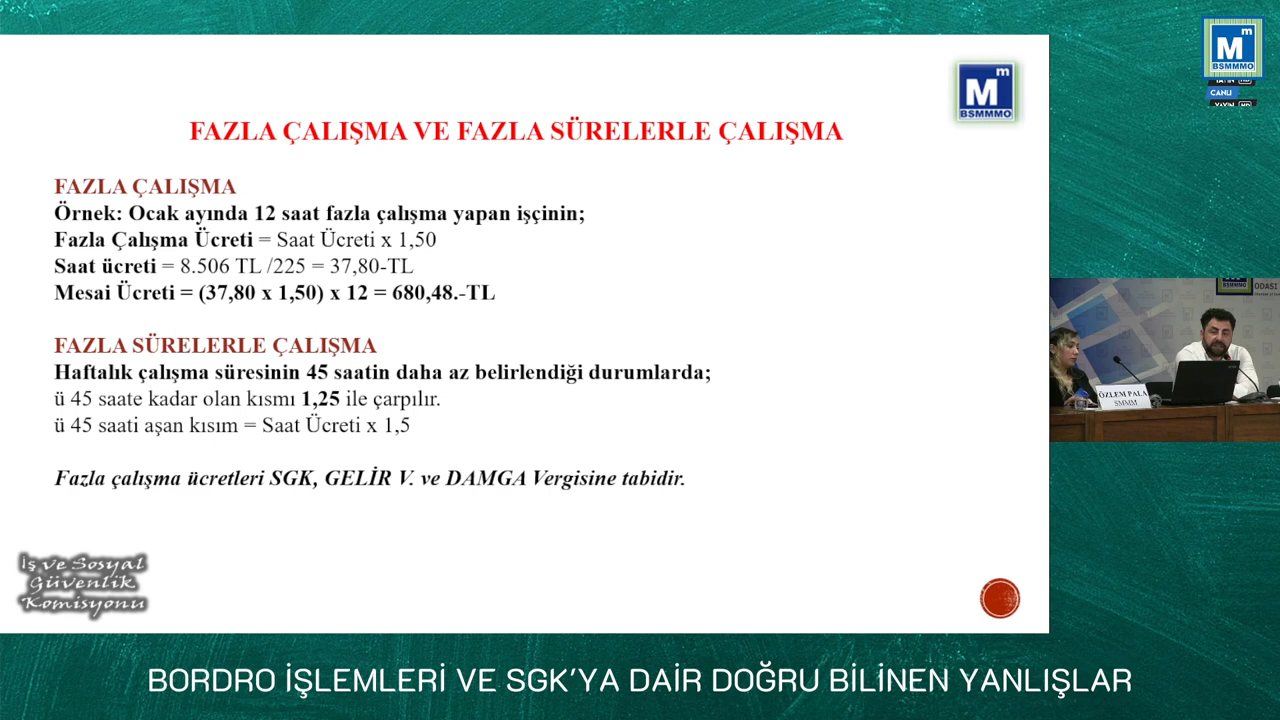 FAZLA ÇALIŞMA VE FAZLA SÜRELERLE ÇALIŞMA
FAZLA ÇALIŞMA
Örnek: Ocak ayında 12 saat fazla çalışma yapan işçinin;
Fazla Çalışma Ücreti = Saat Ücreti x 1,50
Saat ücreti = 8.506 TL /225 = 37,80-TL
Mesai Ücreti = (37,80 x 1,50) x 12 = 680,48.-TL
FAZLA SÜRELERLE ÇALIŞMA
Haftalık çalışma süresinin 45 saatin daha az belirlendiği durumlarda;
ü 45 saate kadar olan kısmı 1,25 ile çarpılır.
ü 45 saati aşan kısım = Saat Ücreti x 1,5
Fazla çalışma ücretleri SGK, GELİR V. ve DAMGA Vergisine tabidir.
İş ve Sosyal
Güvenlik
Komisyonu
Mm
BSMMMO
Mm
BSMMMO
CANLI
BSMMMO
ODASI
ÖZLEM PALA
SMMM
BORDRO İŞLEMLERİ VE SGK'YA DAİR DOĞRU BİLİNEN YANLIŞLAR